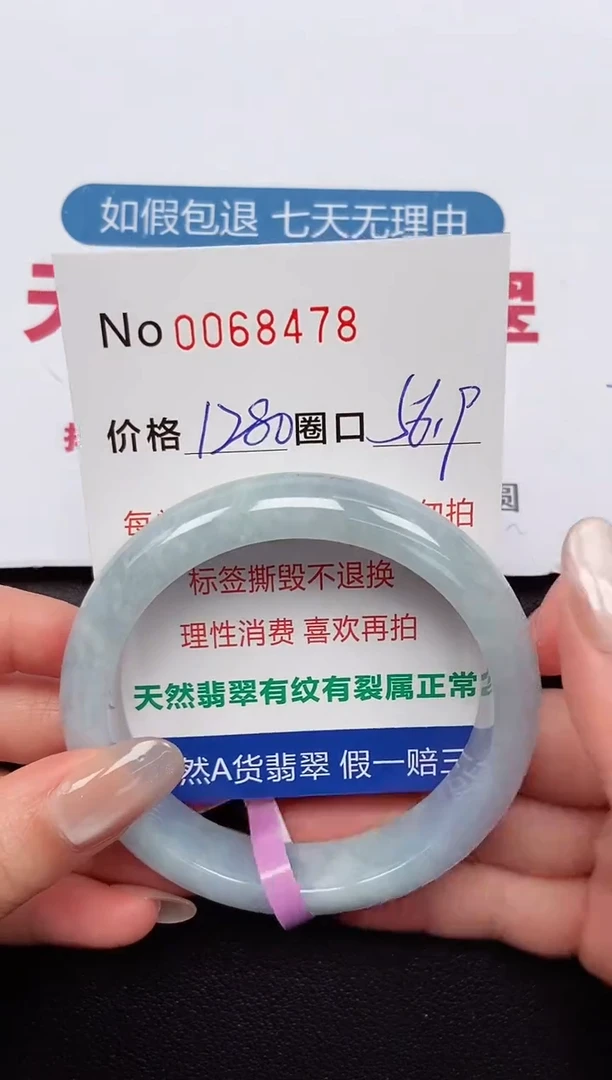 如假包退 七天无理由
No 0068478
价格 1280 圈口 56.9
标签撕毁不退换
理性消费 喜欢再拍
天然翡翠有纹有裂属正常
然A货翡翠 假一赔三